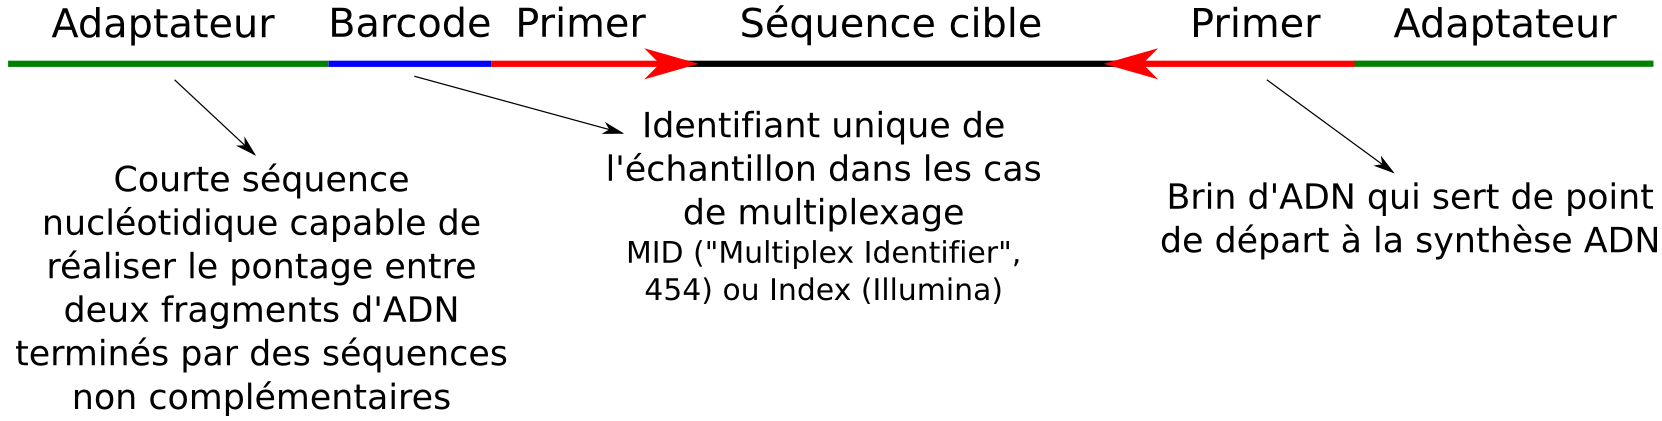 Adaptateur Barcode Primer Séquence cible Primer Adaptateur
Courte séquence
nucléotidique capable de
réaliser le pontage entre
deux fragments d'ADN
terminés par des séquences
non complémentaires
Identifiant unique de
l'échantillon dans les cas
de multiplexage
MID ("Multiplex Identifier",
454) ou Index (Illumina)
Brin d'ADN qui sert de point
de départ à la synthèse ADN